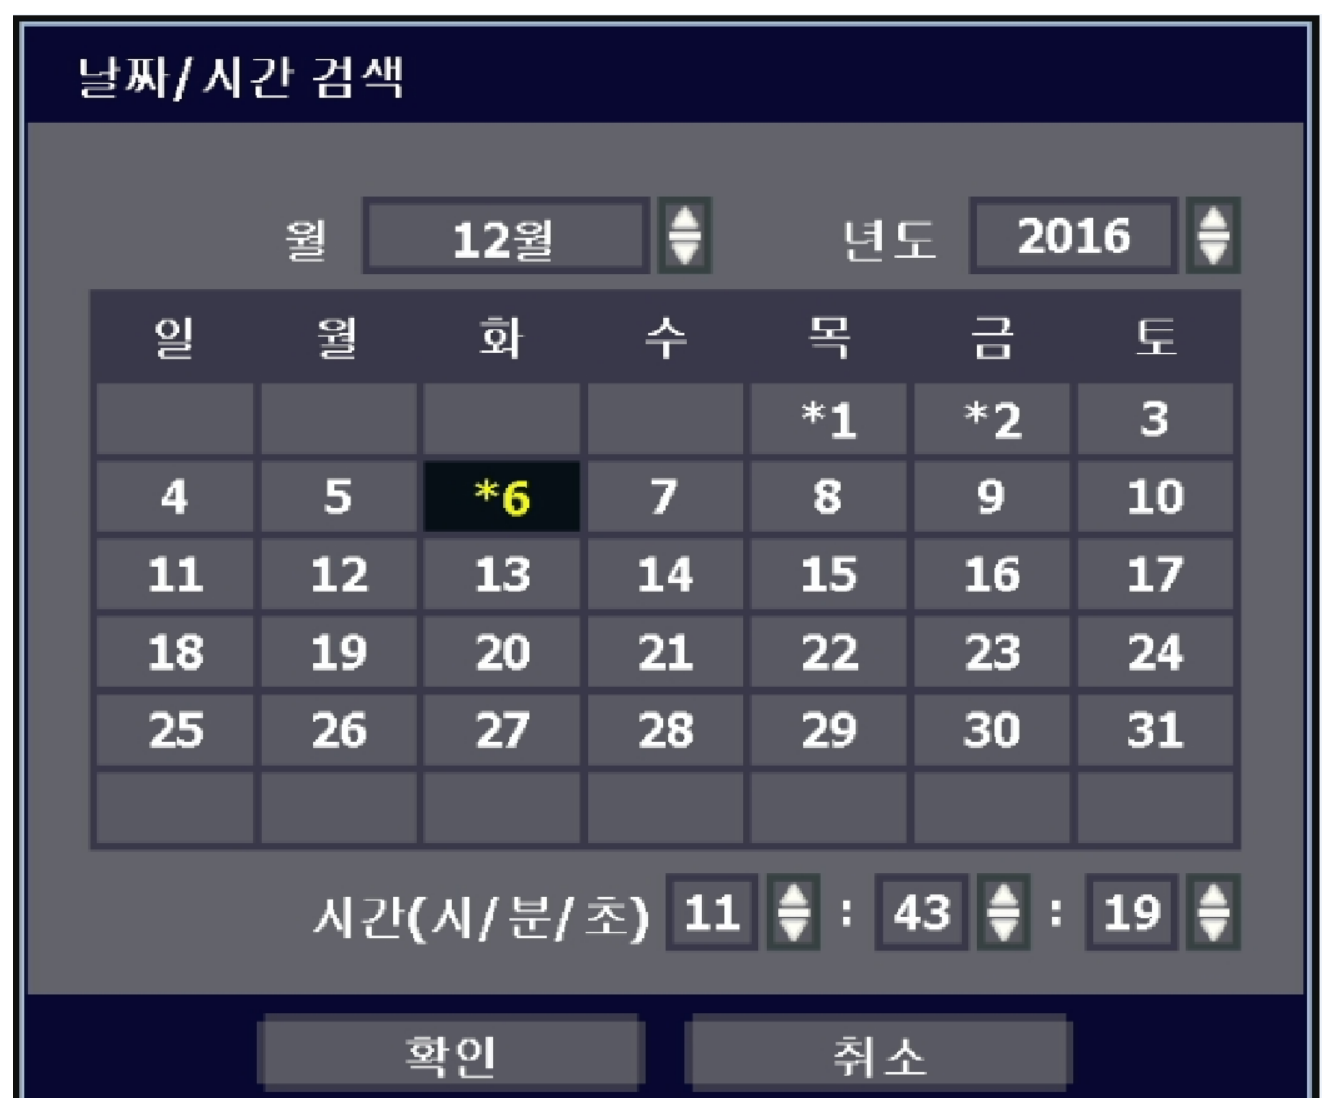 날짜/시간 검색
월 12월 년도 2016
일 월 화 수 목 금 토
*1 *2 3
4 5 *6 7 8 9 10
11 12 13 14 15 16 17
18 19 20 21 22 23 24
25 26 27 28 29 30 31
시간(시/분/초) 11 : 43 : 19
확인 취소